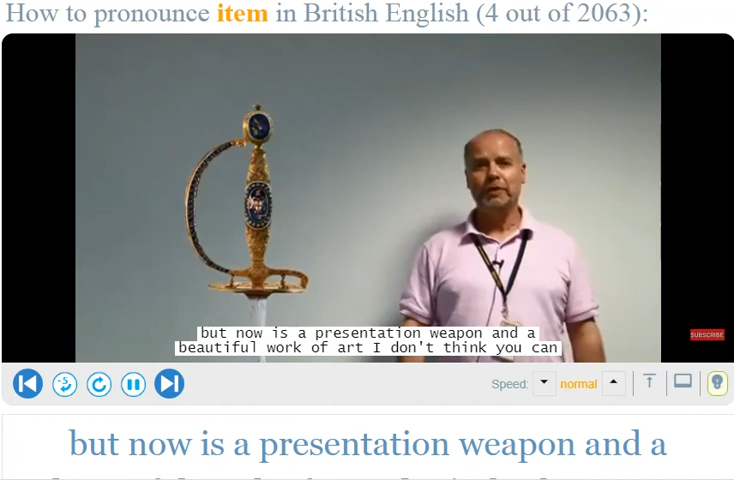 How to pronounce item in British English (4 out of 2063):
but now is a presentation weapon and a
beautiful work of art I don't think you can
SUBSCRIBE
Speed: normal
but now is a presentation weapon and a